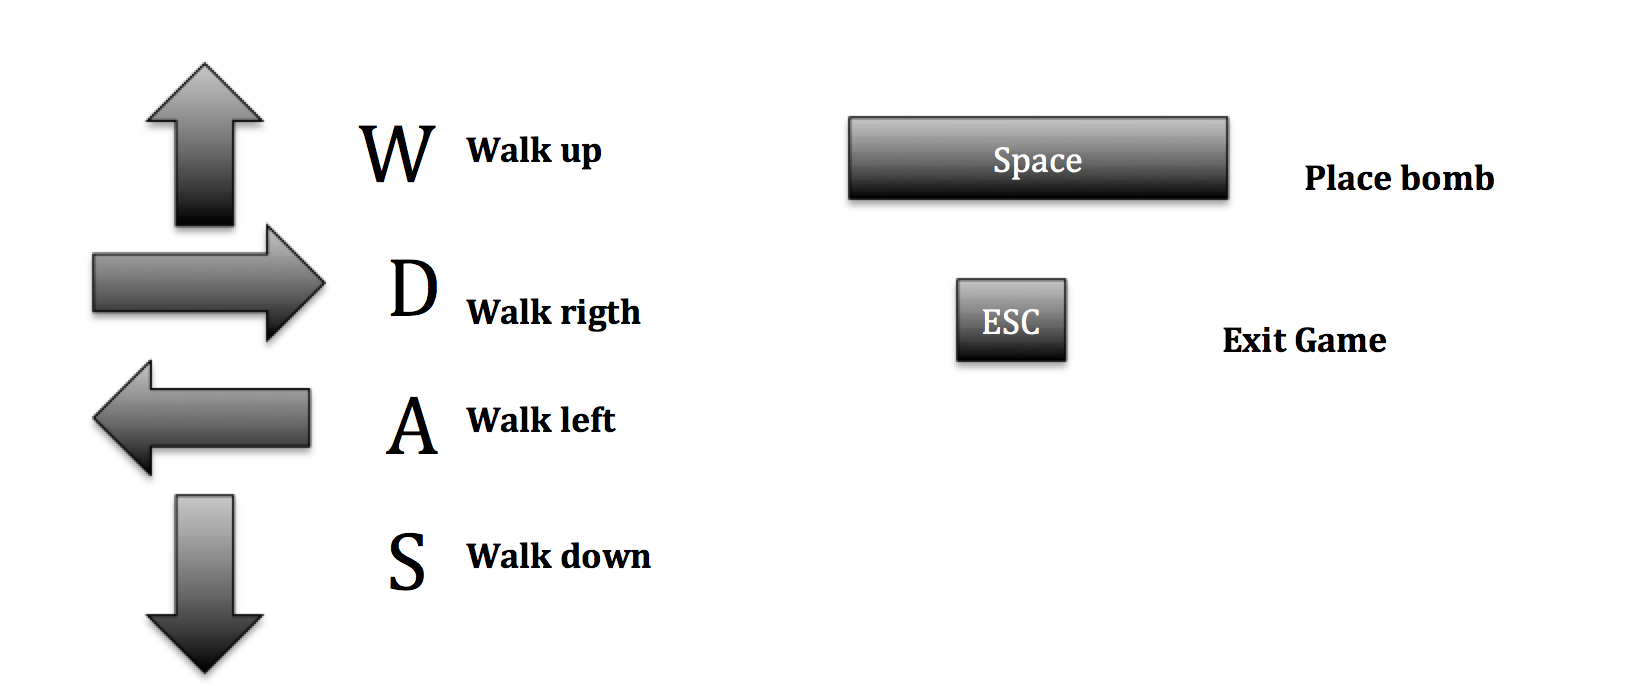 W Walk up
D Walk rigth
A Walk left
S Walk down
Space Place bomb
ESC Exit Game